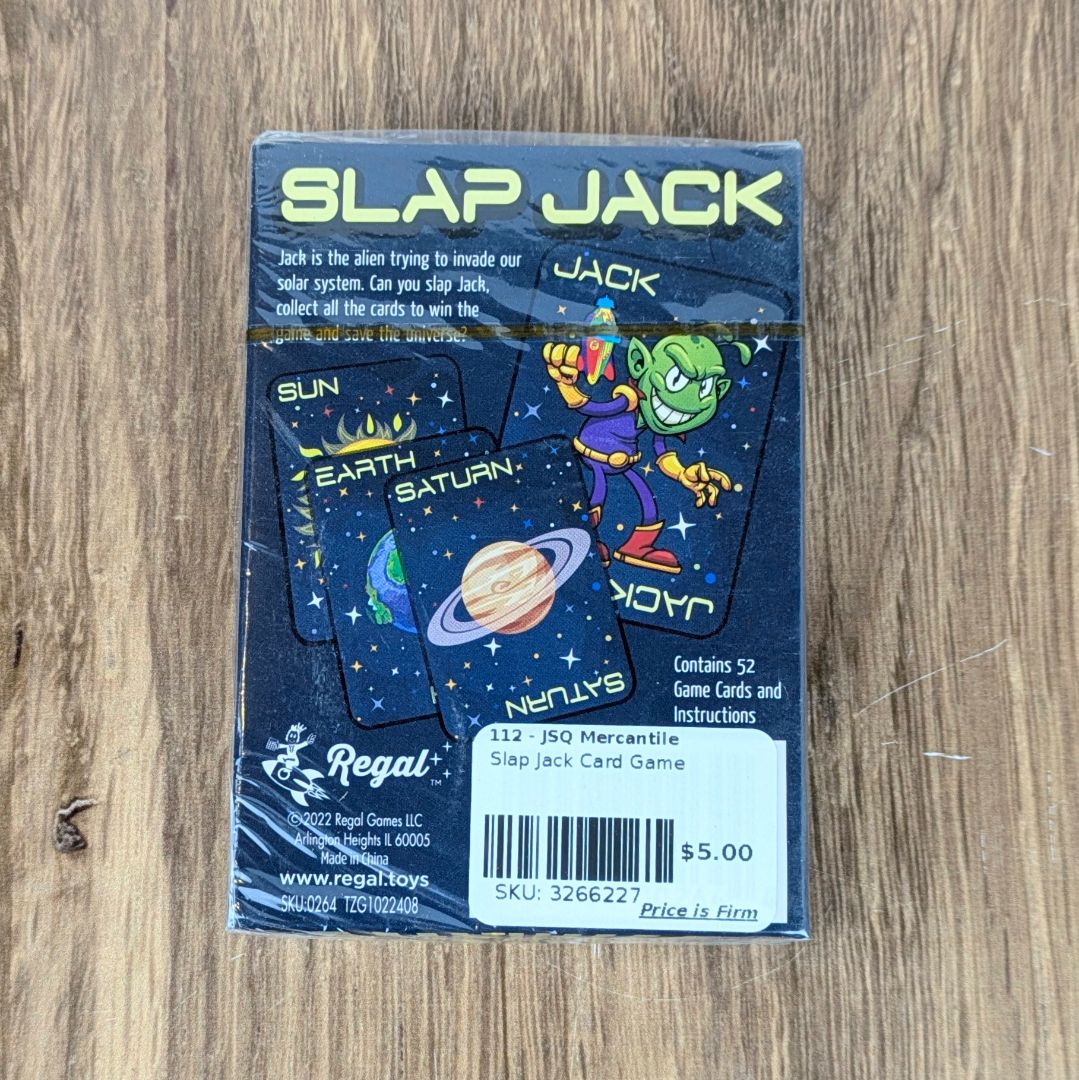 SLAP JACK
Jack is the alien trying to invade our
solar system. Can you slap Jack,
collect all the cards to win the
game and save the universe?
JACK
SUN
EARTH
SATURN
JACK
SATURN
Contains 52
Game Cards and
Instructions
Regal™
© 2022 Regal Games LLC
Arlington Heights IL 60005
Made in China
www.regal.toys
SKU:0264 TZG1022408
112 - JSQ Mercantile
Slap Jack Card Game
$5.00
SKU: 3266227
Price is Firm